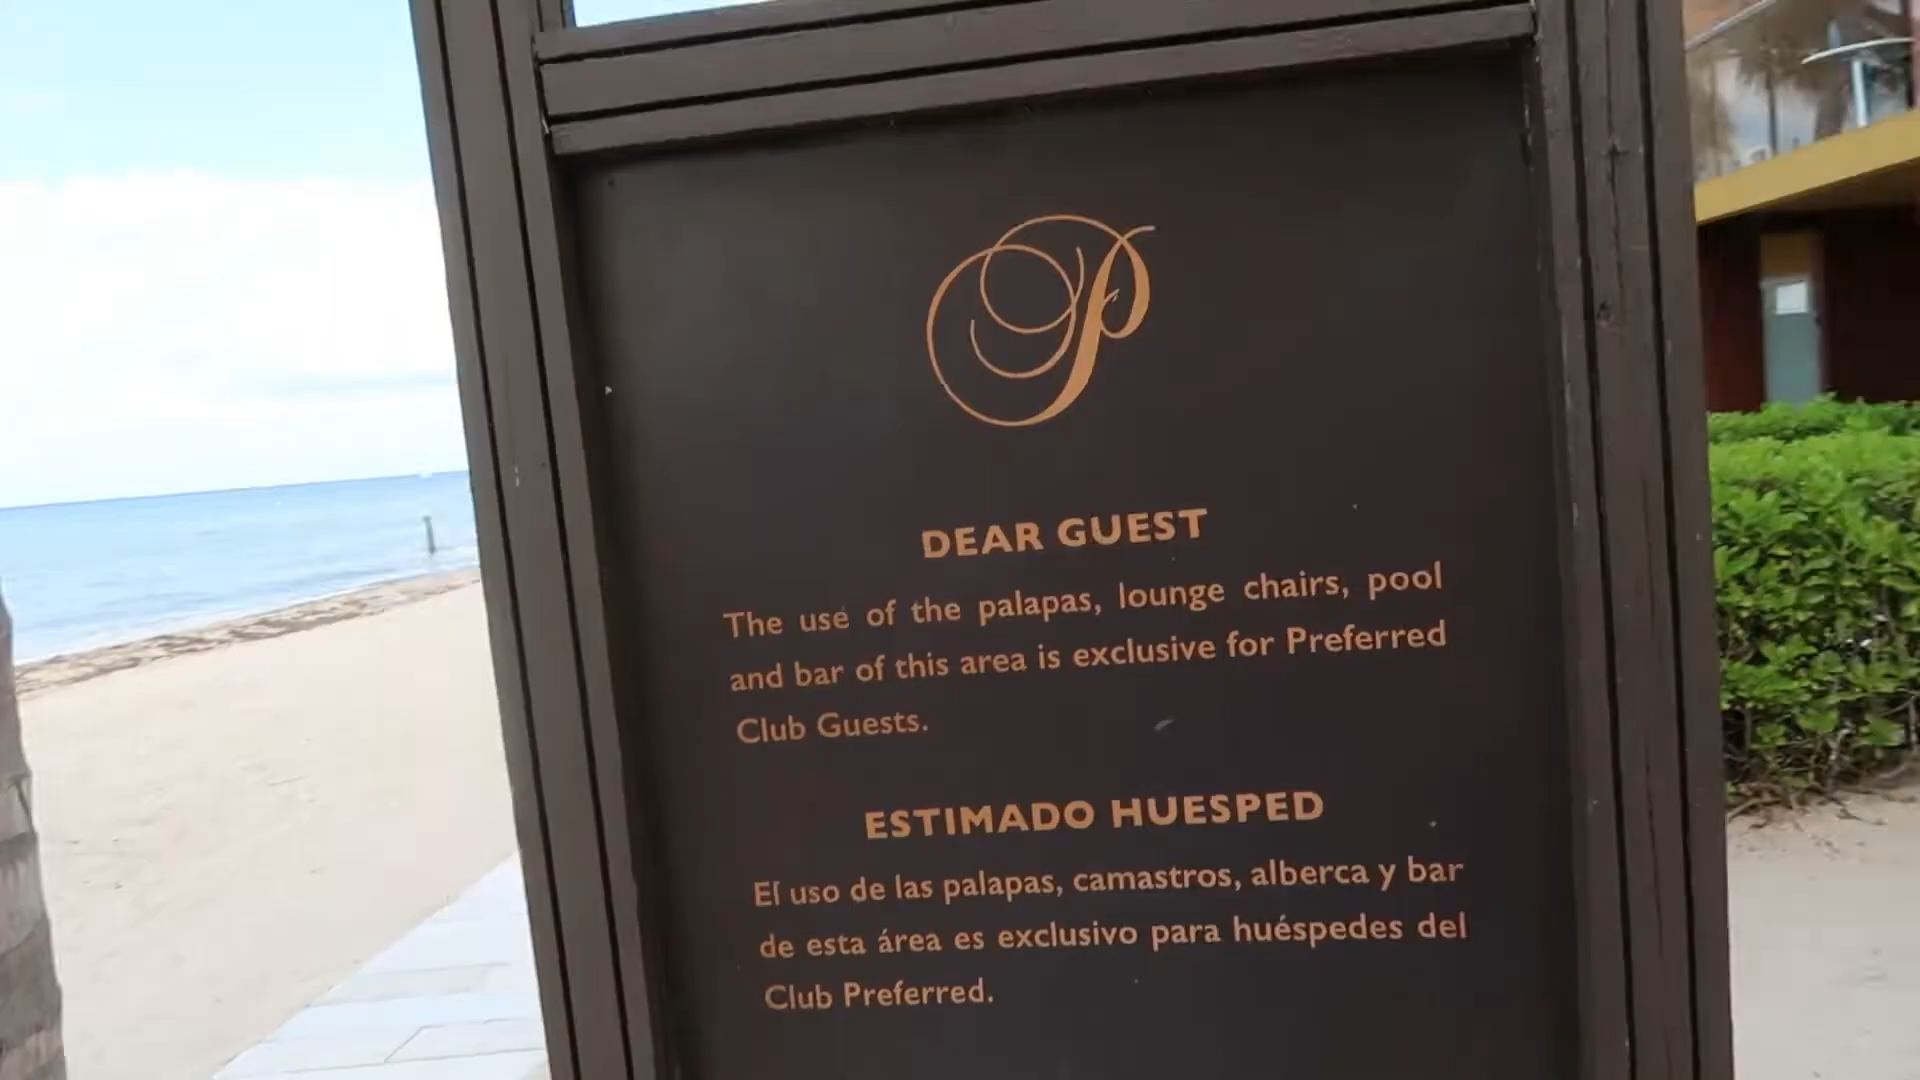 P
DEAR GUEST
The use of the palapas, lounge chairs, pool
and bar of this area is exclusive for Preferred
Club Guests.
ESTIMADO HUESPED
El uso de las palapas, camastros, alberca y bar
de esta área es exclusivo para huéspedes del
Club Preferred.